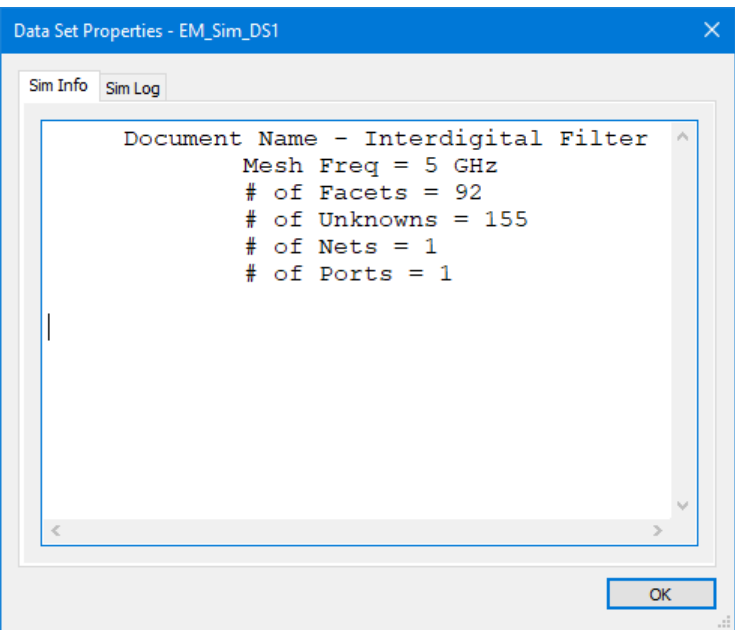 Data Set Properties - EM_Sim_DS1
Sim Info Sim Log
Document Name - Interdigital Filter
Mesh Freq = 5 GHz
# of Facets = 92
# of Unknowns = 155
# of Nets = 1
# of Ports = 1
OK